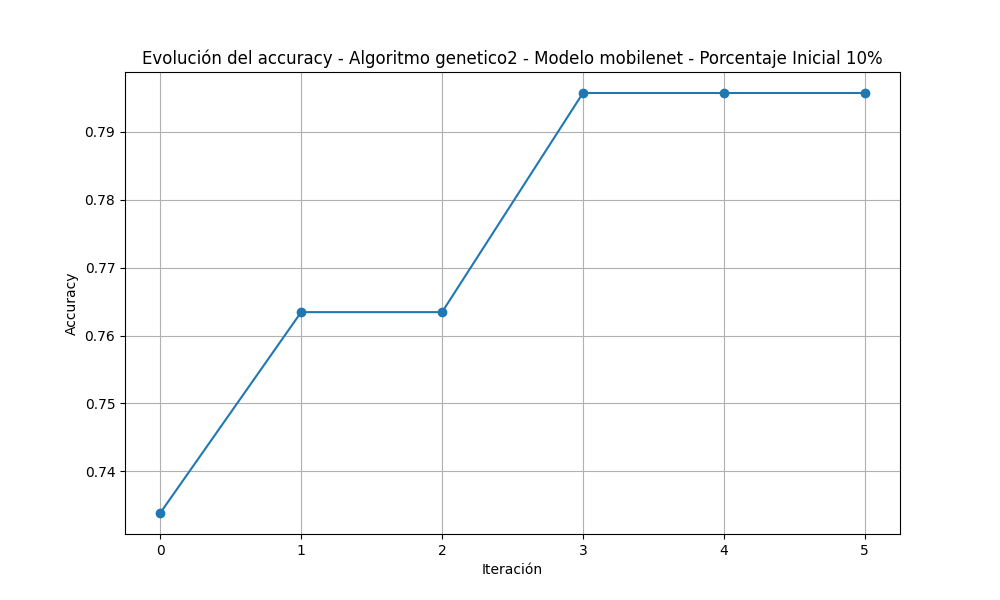 Evolución del accuracy - Algoritmo genetico2 - Modelo mobilenet - Porcentaje Inicial 10%
Accuracy
0.79
0.78
0.77
0.76
0.75
0.74
0 1 2 3 4 5
Iteración